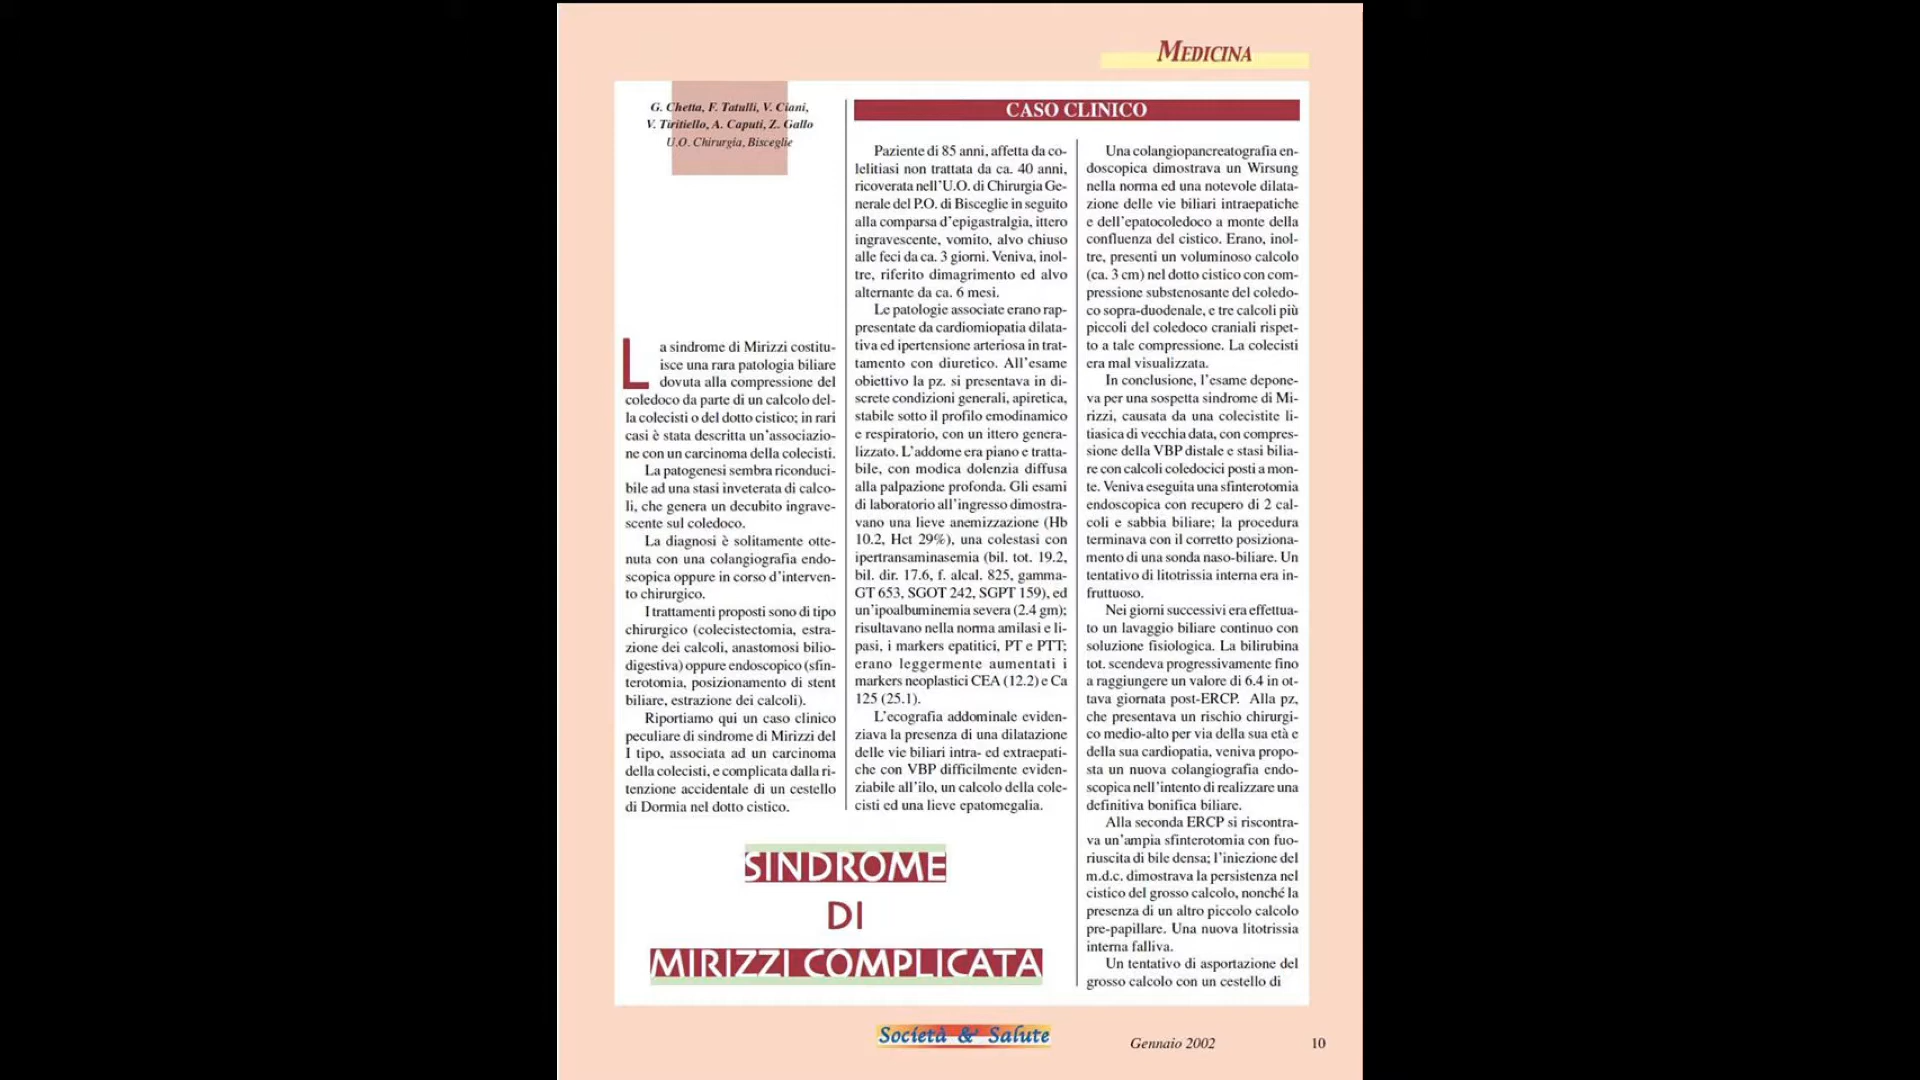 MEDICINA
G. Chetta, F. Tatulli, V. Ciani,
V. Tiritiello, A. Caputi, Z. Gallo
U.O. Chirurgia, Bisceglie
La sindrome di Mirizzi costitu-
isce una rara patologia biliare
dovuta alla compressione del
coledoco da parte di un calcolo del-
la colecisti o del dotto cistico; in rari
casi è stata descritta un'associazio-
ne con un carcinoma della colecisti.
La patogenesi sembra riconduci-
bile ad una stasi inveterata di calco-
li, che genera un decubito ingrave-
scente sul coledoco.
La diagnosi è solitamente otte-
nuta con una colangiografia endo-
scopica oppure in corso d'interven-
to chirurgico.
I trattamenti proposti sono di tipo
chirurgico (colecistectomia, estra-
zione dei calcoli, anastomosi bilio-
digestiva) oppure endoscopico (sfin-
terotomia, posizionamento di stent
biliare, estrazione dei calcoli).
Riportiamo qui un caso clinico
peculiare di sindrome di Mirizzi del
I tipo, associata ad un carcinoma
della colecisti, e complicata dalla ri-
tenzione accidentale di un cestello
di Dormia nel dotto cistico.
SINDROME
DI
MIRIZZI COMPLICATA
CASO CLINICO
Paziente di 85 anni, affetta da co-
lelitiasi non trattata da ca. 40 anni,
ricoverata nell'U.O. di Chirurgia Ge-
nerale del P.O. di Bisceglie in seguito
alla comparsa d'epigastralgia, ittero
ingravescente, vomito, alvo chiuso
alle feci da ca. 3 giorni. Veniva, inol-
tre, riferito dimagrimento ed alvo
alternante da ca. 6 mesi.
Le patologie associate erano rap-
presentate da cardiomiopatia dilata-
tiva ed ipertensione arteriosa in trat-
tamento con diuretico. All'esame
obiettivo la pz. si presentava in di-
screte condizioni generali, apiretica,
stabile sotto il profilo emodinamico
e respiratorio, con un ittero genera-
lizzato. L'addome era piano e tratta-
bile, con modica dolenzia diffusa
alla palpazione profonda. Gli esami
di laboratorio all'ingresso dimostra-
vano una lieve anemizzazione (Hb
10.2, Hct 29%), una colestasi con
ipertransaminasemia (bil. tot. 19.2,
bil. dir. 17.6, f. alcal. 825, gamma-
GT 653, SGOT 242, SGPT 159), ed
un'ipoalbuminemia severa (2.4 gm);
risultavano nella norma amilasi e li-
pasi, i markers epatitici, PT e PTT;
erano leggermente aumentati i
markers neoplastici CEA (12.2) e Ca
125 (25.1).
L'ecografia addominale eviden-
ziava la presenza di una dilatazione
delle vie biliari intra- ed extraepati-
che con VBP difficilmente eviden-
ziabile all'ilo, un calcolo della cole-
cisti ed una lieve epatomegalia.
Una colangiopancreatografia en-
doscopica dimostrava un Wirsung
nella norma ed una notevole dilata-
zione delle vie biliari intraepatiche
e dell'epatocoledoco a monte della
confluenza del cistico. Erano, inol-
tre, presenti un voluminoso calcolo
(ca. 3 cm) nel dotto cistico con com-
pressione substenosante del coledo-
co sopra-duodenale, e tre calcoli più
piccoli del coledoco craniali rispet-
to a tale compressione. La colecisti
era mal visualizzata.
In conclusione, l'esame depone-
va per una sospetta sindrome di Mi-
rizzi, causata da una colecistite li-
tiasica di vecchia data, con compres-
sione della VBP distale e stasi bilia-
re con calcoli coledocici posti a mon-
te. Veniva eseguita una sfinterotomia
endoscopica con recupero di 2 cal-
coli e sabbia biliare; la procedura
terminava con il corretto posiziona-
mento di una sonda naso-biliare. Un
tentativo di litotrissia interna era in-
fruttuoso.
Nei giorni successivi era effettua-
to un lavaggio biliare continuo con
soluzione fisiologica. La bilirubina
tot. scendeva progressivamente fino
a raggiungere un valore di 6.4 in ot-
tava giornata post-ERCP. Alla pz,
che presentava un rischio chirurgi-
co medio-alto per via della sua età e
della sua cardiopatia, veniva propo-
sta un nuova colangiografia endo-
scopica nell'intento di realizzare una
definitiva bonifica biliare.
Alla seconda ERCP si riscontra-
va un'ampia sfinterotomia con fuo-
riuscita di bile densa; l'iniezione del
m.d.c. dimostrava la persistenza nel
cistico del grosso calcolo, nonché la
presenza di un altro piccolo calcolo
pre-papillare. Una nuova litotrissia
interna falliva.
Un tentativo di asportazione del
grosso calcolo con un cestello di
Società & Salute
Gennaio 2002
10